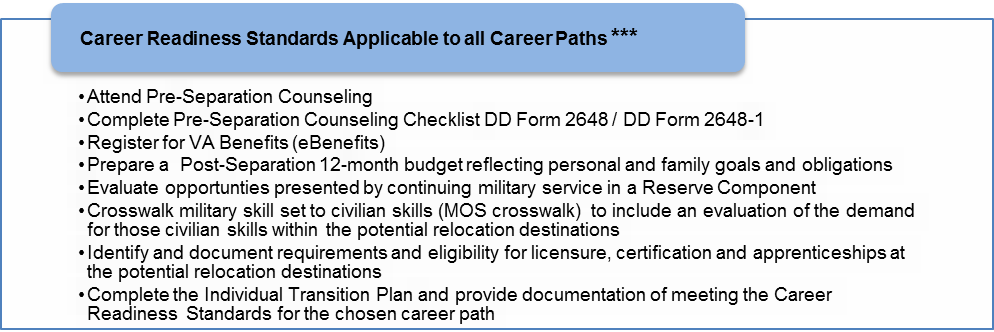 Career Readiness Standards Applicable to all Career Paths ***
•Attend Pre-Separation Counseling
•Complete Pre-Separation Counseling Checklist DD Form 2648 / DD Form 2648-1
•Register for VA Benefits (eBenefits)
•Prepare a Post-Separation 12-month budget reflecting personal and family goals and obligations
•Evaluate opportunties presented by continuing military service in a Reserve Component
•Crosswalk military skill set to civilian skills (MOS crosswalk) to include an evaluation of the demand
for those civilian skills within the potential relocation destinations
•Identify and document requirements and eligibility for licensure, certification and apprenticeships at
the potential relocation destinations
•Complete the Individual Transition Plan and provide documentation of meeting the Career
Readiness Standards for the chosen career path